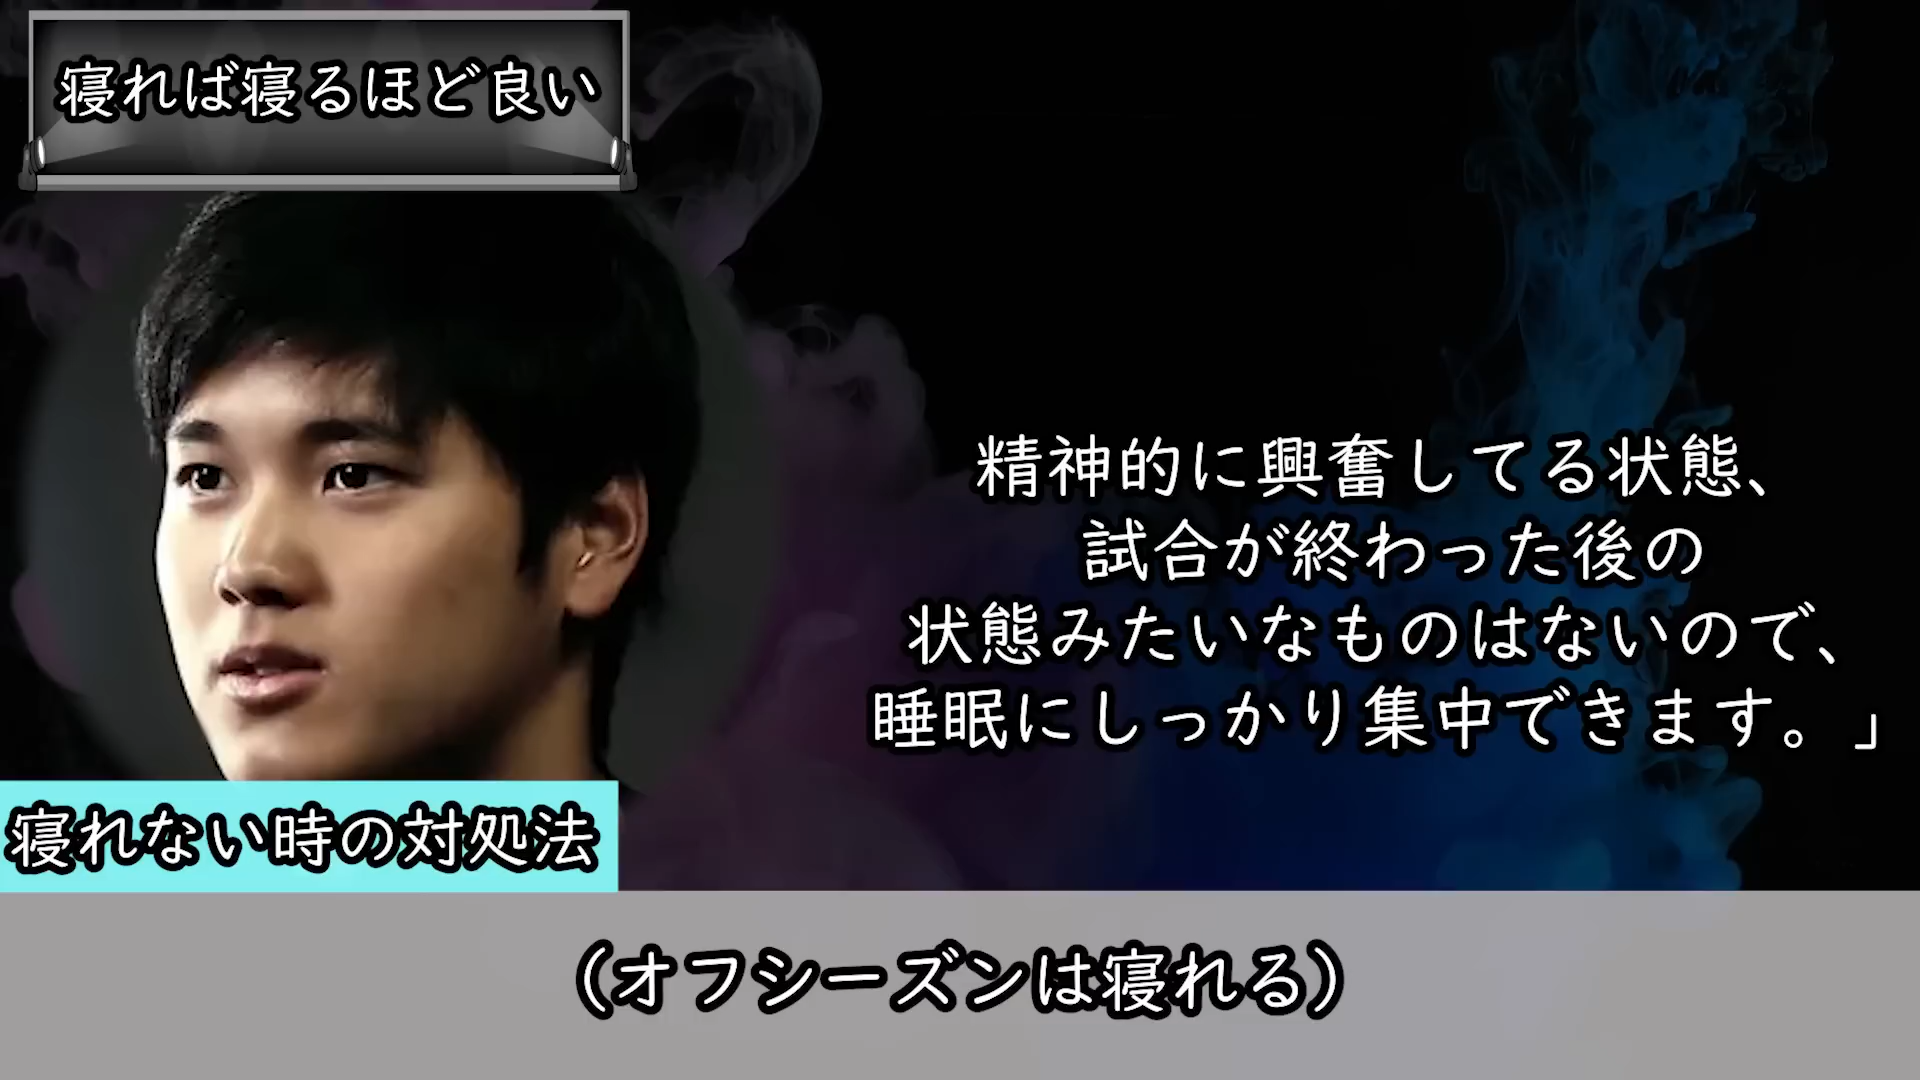 寝れば寝るほど良い
精神的に興奮してる状態、
試合が終わった後の
状態みたいなものはないので、
睡眠にしっかり集中できます。」
寝れない時の対処法
（オフシーズンは寝れる）